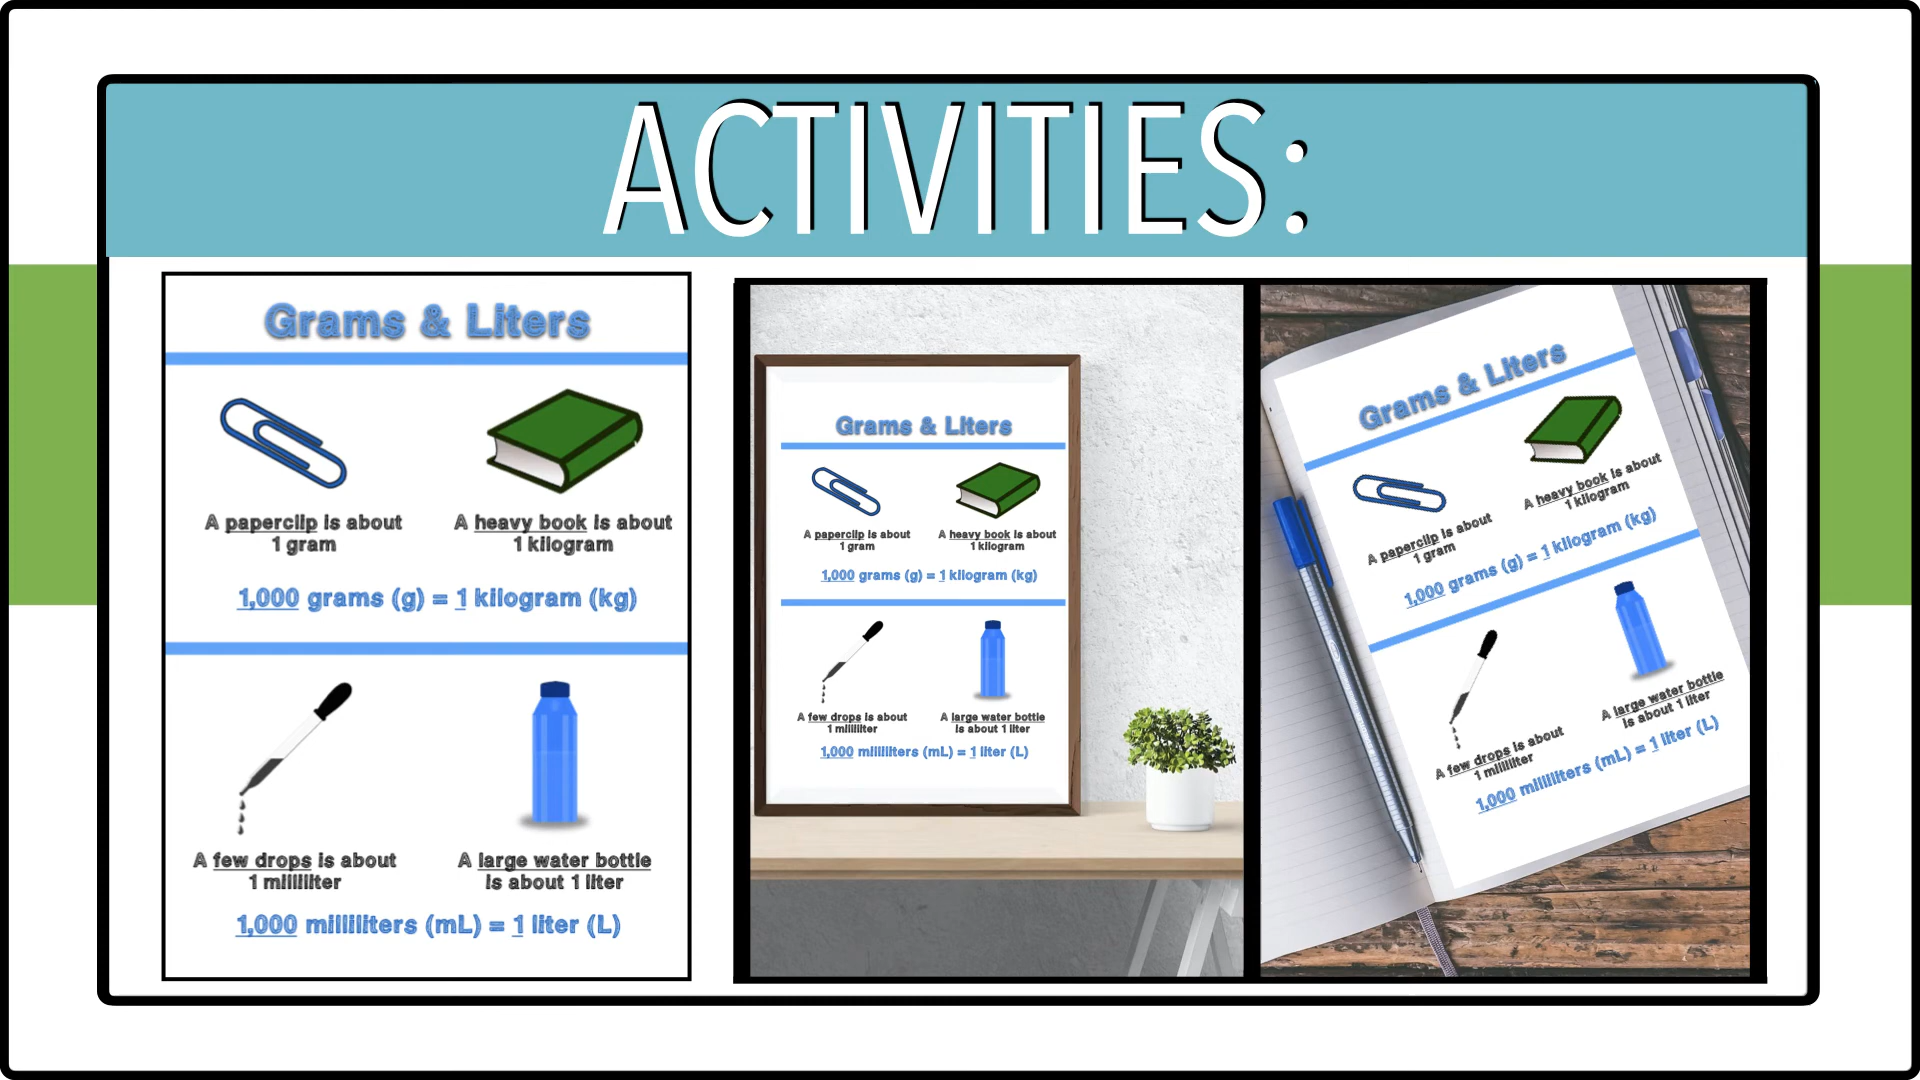 ACTIVITIES:
Grams & Liters
A paperclip is about
1 gram
A heavy book is about
1 kilogram
1,000 grams (g) = 1 kilogram (kg)
A few drops is about
1 milliliter
A large water bottle
is about 1 liter
1,000 milliliters (mL) = 1 liter (L)
Grams & Liters
A paperclip is about
1 gram
A heavy book is about
1 kilogram
1,000 grams (g) = 1 kilogram (kg)
A few drops is about
1 milliliter
A large water bottle
is about 1 liter
1,000 milliliters (mL) = 1 liter (L)
Grams & Liters
A paperclip is about
1 gram
A heavy book is about
1 kilogram
1,000 grams (g) = 1 kilogram (kg)
A few drops is about
1 milliliter
A large water bottle
is about 1 liter
1,000 milliliters (mL) = 1 liter (L)